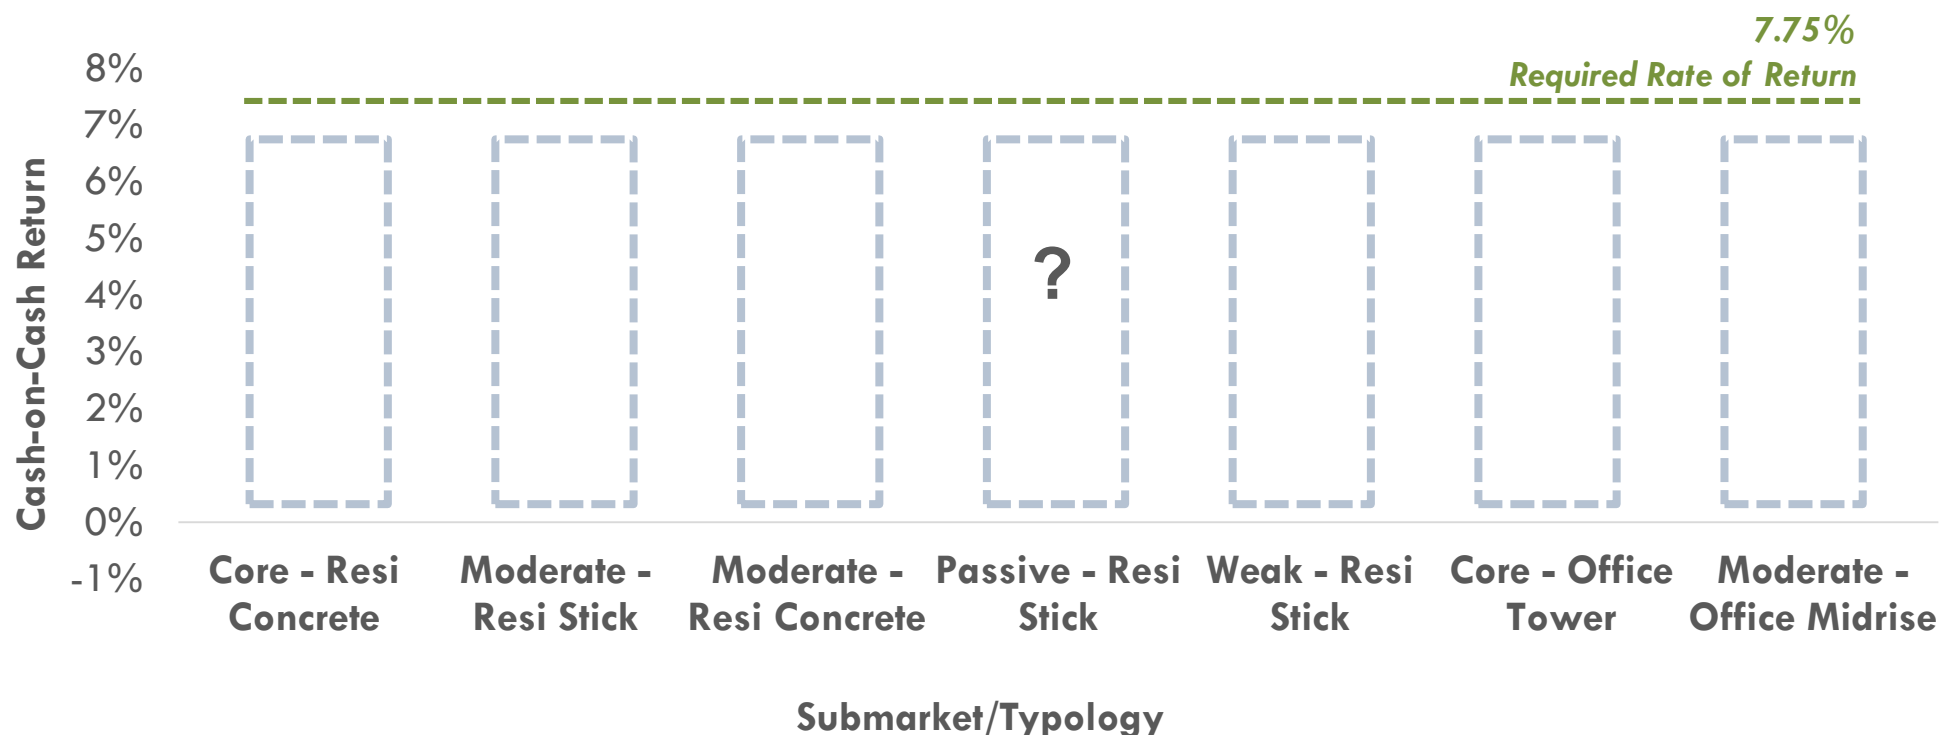 7.75%
Required Rate of Return
8%
7%
6%
5%
4%
3%
2%
1%
0%
-1%
Cash-on-Cash Return
?
Core - Resi
Concrete
Moderate -
Resi Stick
Moderate -
Resi Concrete
Passive - Resi
Stick
Weak - Resi
Stick
Core - Office
Tower
Moderate -
Office Midrise
Submarket/Typology